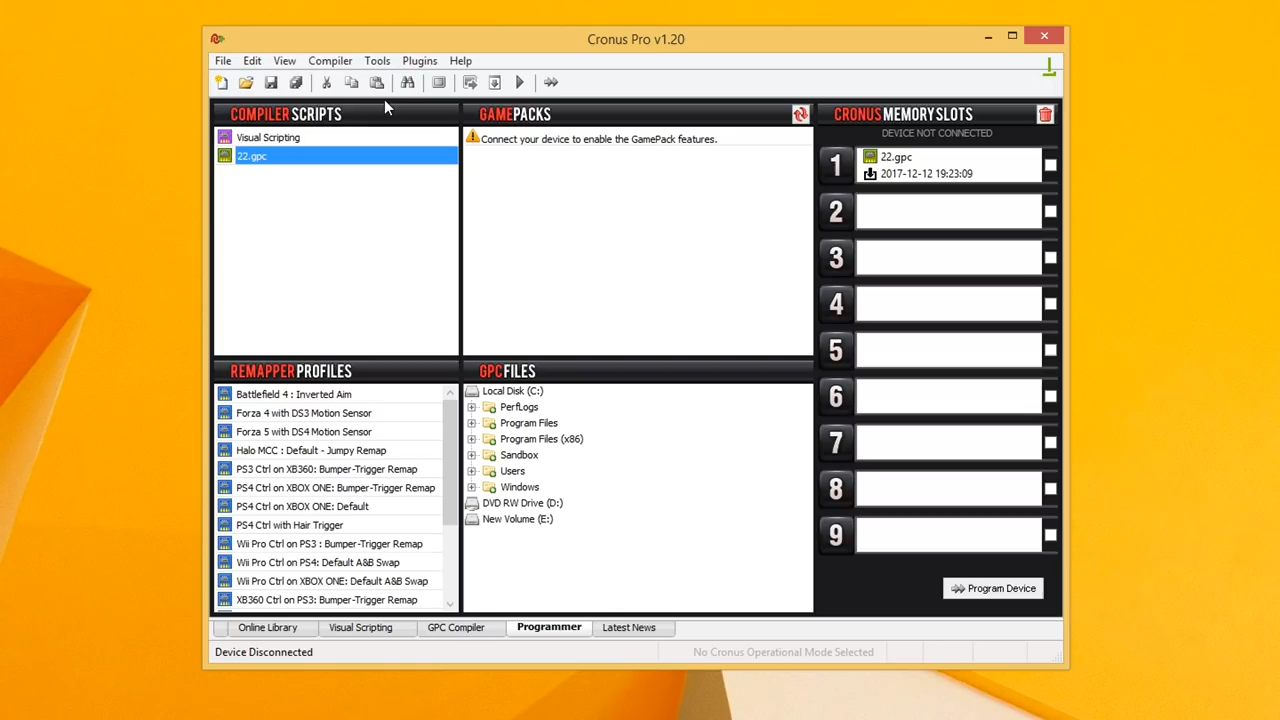 Cronus Pro v1.20
File Edit View Compiler Tools Plugins Help
COMPILER SCRIPTS
Visual Scripting
22.gpc
GAMEPACKS
Connect your device to enable the GamePack features.
CRONUS MEMORY SLOTS
DEVICE NOT CONNECTED
1
22.gpc
2017-12-12 19:23:09
2
3
4
5
6
7
8
9
Program Device
REMAPPER PROFILES
Battlefield 4 : Inverted Aim
Forza 4 with DS3 Motion Sensor
Forza 5 with DS4 Motion Sensor
Halo MCC : Default - Jumpy Remap
PS3 Ctrl on XB360: Bumper-Trigger Remap
PS4 Ctrl on XBOX ONE: Bumper-Trigger Remap
PS4 Ctrl on XBOX ONE: Default
PS4 Ctrl with Hair Trigger
Wii Pro Ctrl on PS3 : Bumper-Trigger Remap
Wii Pro Ctrl on PS4: Default A&B Swap
Wii Pro Ctrl on XBOX ONE: Default A&B Swap
XB360 Ctrl on PS3: Bumper-Trigger Remap
GPC FILES
Local Disk (C:)
PerfLogs
Program Files
Program Files (x86)
Sandbox
Users
Windows
DVD RW Drive (D:)
New Volume (E:)
Online Library Visual Scripting GPC Compiler Programmer Latest News
Device Disconnected
No Cronus Operational Mode Selected